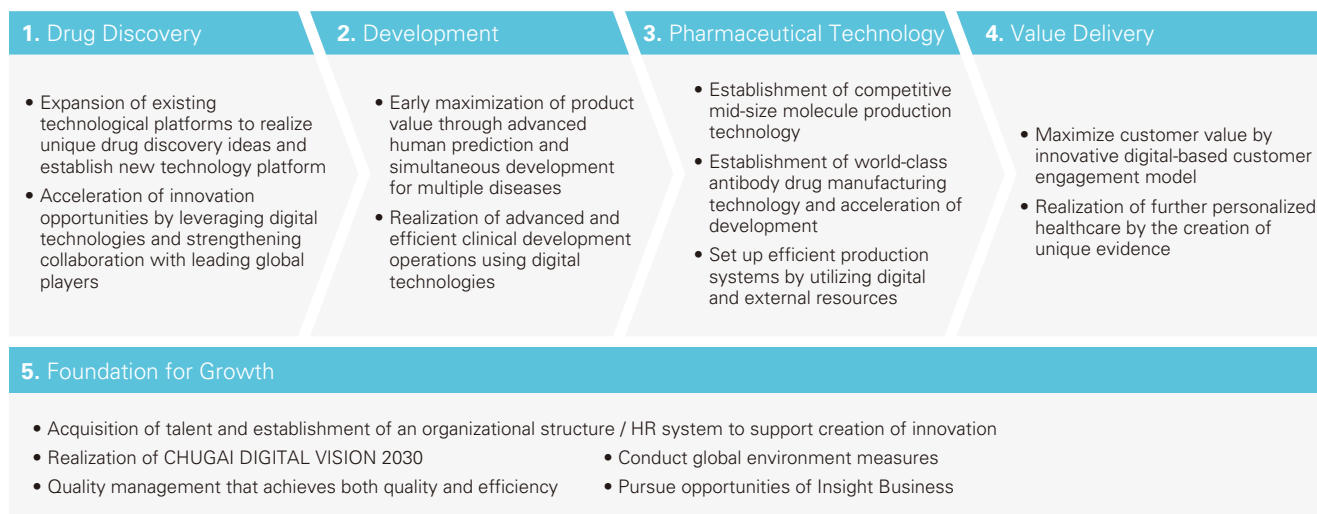 1. Drug Discovery
• Expansion of existing
technological platforms to realize
unique drug discovery ideas and
establish new technology platform
• Acceleration of innovation
opportunities by leveraging digital
technologies and strengthening
collaboration with leading global
players
2. Development
• Early maximization of product
value through advanced
human prediction and
simultaneous development
for multiple diseases
• Realization of advanced and
efficient clinical development
operations using digital
technologies
3. Pharmaceutical Technology
• Establishment of competitive
mid-size molecule production
technology
• Establishment of world-class
antibody drug manufacturing
technology and acceleration of
development
• Set up efficient production
systems by utilizing digital
and external resources
4. Value Delivery
• Maximize customer value by
innovative digital-based customer
engagement model
• Realization of further personalized
healthcare by the creation of
unique evidence
5. Foundation for Growth
• Acquisition of talent and establishment of an organizational structure / HR system to support creation of innovation
• Realization of CHUGAI DIGITAL VISION 2030
• Quality management that achieves both quality and efficiency
• Conduct global environment measures
• Pursue opportunities of Insight Business